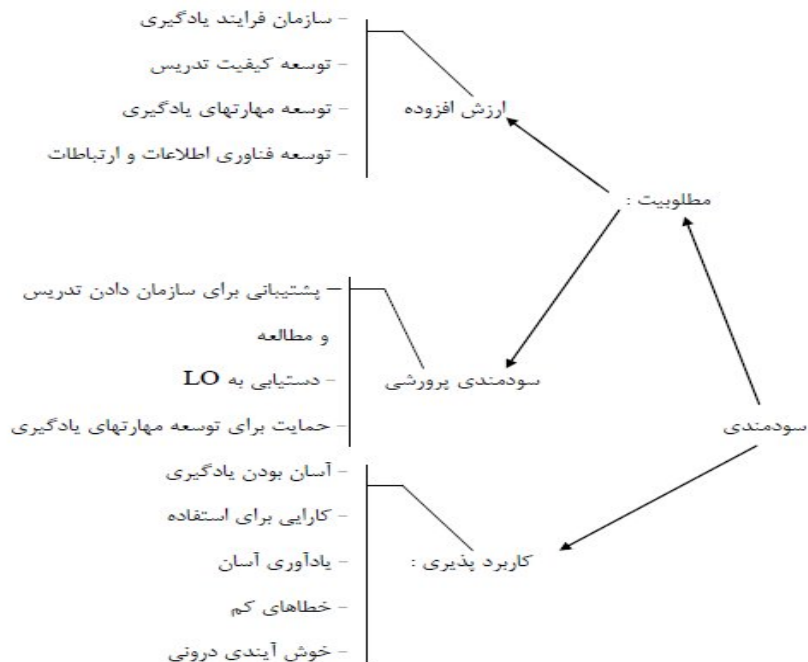 - سازمان فرایند یادگیری
- توسعه کیفیت تدریس
ارزش افزوده
- توسعه مهارتهای یادگیری
- توسعه فناوری اطلاعات و ارتباطات
مطلوبیت :
- پشتیبانی برای سازمان دادن تدریس
و مطالعه
سودمندی پرورشی
- دستیابی به LO
سودمندی
- حمایت برای توسعه مهارتهای یادگیری
- آسان بودن یادگیری
- کارایی برای استفاده
کاربرد پذیری :
- یادآوری آسان
- خطاهای کم
- خوش آیندی درونی